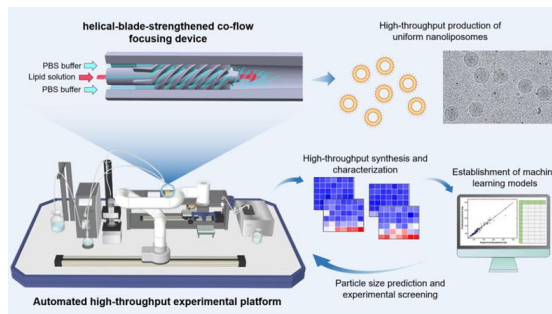 helical-blade-strengthened co-flow
focusing device
PBS buffer
Lipid solution
PBS buffer
High-throughput production of
uniform nanoliposomes
High-throughput synthesis and
characterization
Establishment of machin
learning models
Particle size prediction and
experimental screening
Automated high-throughput experimental platform